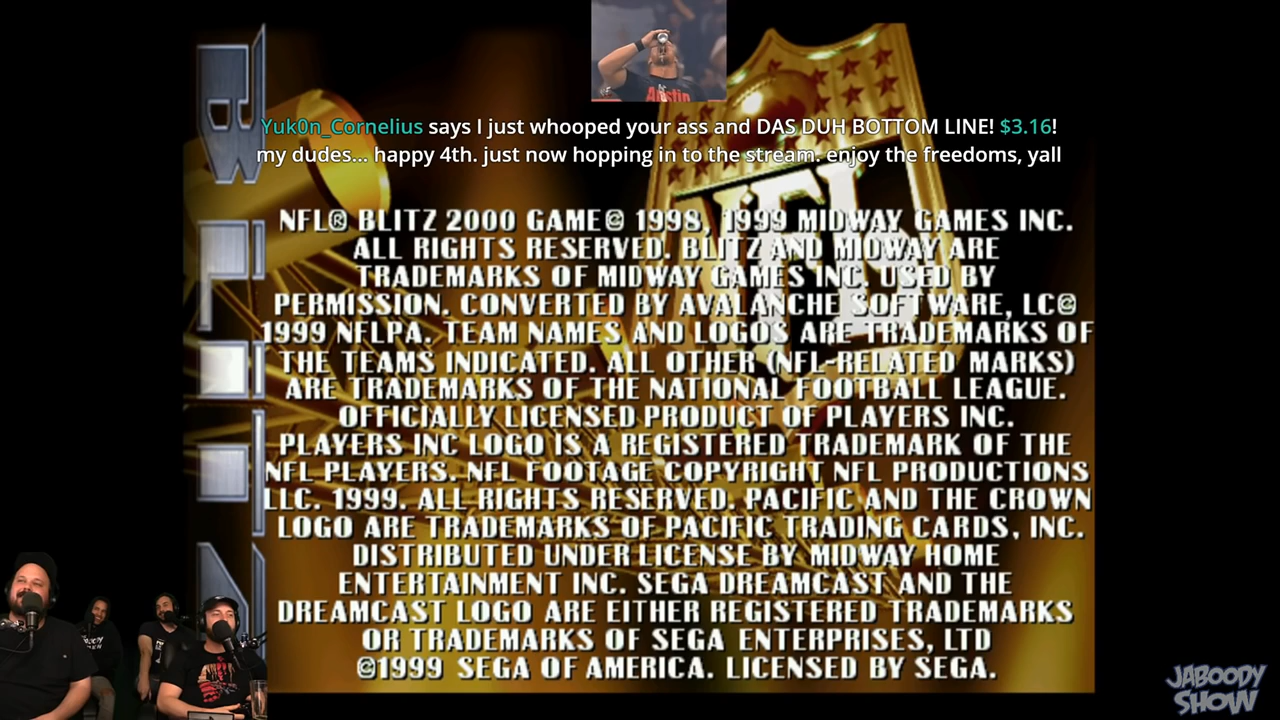 Austin
Yuk0n_Cornelius says I just whooped your ass and DAS DUH BOTTOM LINE! $3.16!
my dudes... happy 4th. just now hopping in to the stream. enjoy the freedoms, yall
BLITZ
NFL
NFL® BLITZ 2000 GAME© 1998, 1999 MIDWAY GAMES INC.
ALL RIGHTS RESERVED. BLITZ AND MIDWAY ARE
TRADEMARKS OF MIDWAY GAMES INC. USED BY
PERMISSION. CONVERTED BY AVALANCHE SOFTWARE, LC©
1999 NFLPA. TEAM NAMES AND LOGOS ARE TRADEMARKS OF
THE TEAMS INDICATED. ALL OTHER (NFL-RELATED MARKS)
ARE TRADEMARKS OF THE NATIONAL FOOTBALL LEAGUE.
OFFICIALLY LICENSED PRODUCT OF PLAYERS INC.
PLAYERS INC LOGO IS A REGISTERED TRADEMARK OF THE
NFL PLAYERS. NFL FOOTAGE COPYRIGHT NFL PRODUCTIONS
LLC. 1999. ALL RIGHTS RESERVED. PACIFIC AND THE CROWN
LOGO ARE TRADEMARKS OF PACIFIC TRADING CARDS, INC.
DISTRIBUTED UNDER LICENSE BY MIDWAY HOME
ENTERTAINMENT INC. SEGA DREAMCAST AND THE
DREAMCAST LOGO ARE EITHER REGISTERED TRADEMARKS
OR TRADEMARKS OF SEGA ENTERPRISES, LTD
©1999 SEGA OF AMERICA. LICENSED BY SEGA.
JABOODY
SHOW